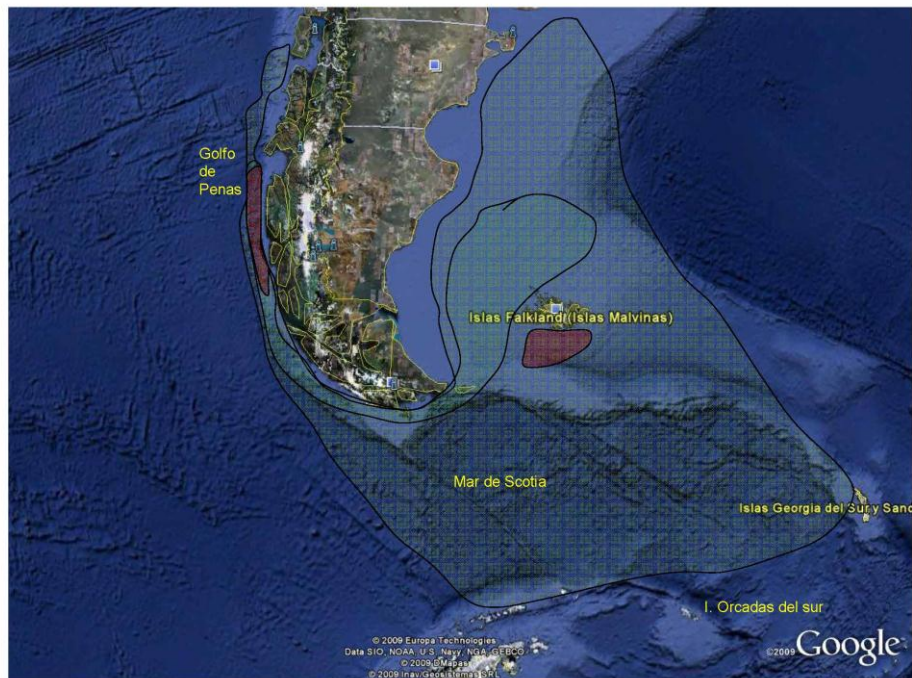 Golfo
de
Penas
Islas Falkland (Islas Malvinas)
Mar de Scotia
Islas Georgia del Sur y Sand
I. Orcadas del sur
© 2009 Europa Technologies
Data SIO, NOAA, U.S. Navy, NGA, GEBCO
© 2009 DMapas
© 2009 Inav/Geosistemas SRL
©2009 Google